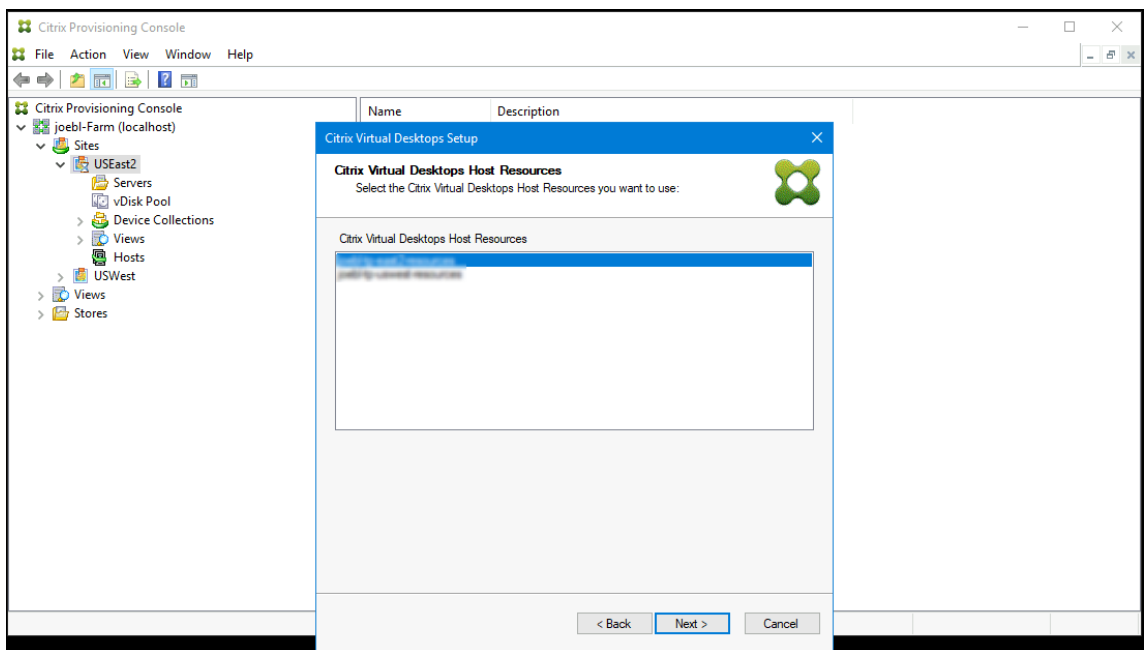 Citrix Provisioning Console
File Action View Window Help
Citrix Provisioning Console
joebl-Farm (localhost)
Sites
USEast2
Servers
vDisk Pool
Device Collections
Views
Hosts
USWest
Views
Stores
Name Description
Citrix Virtual Desktops Setup
Citrix Virtual Desktops Host Resources
Select the Citrix Virtual Desktops Host Resources you want to use:
Citrix Virtual Desktops Host Resources
< Back Next > Cancel